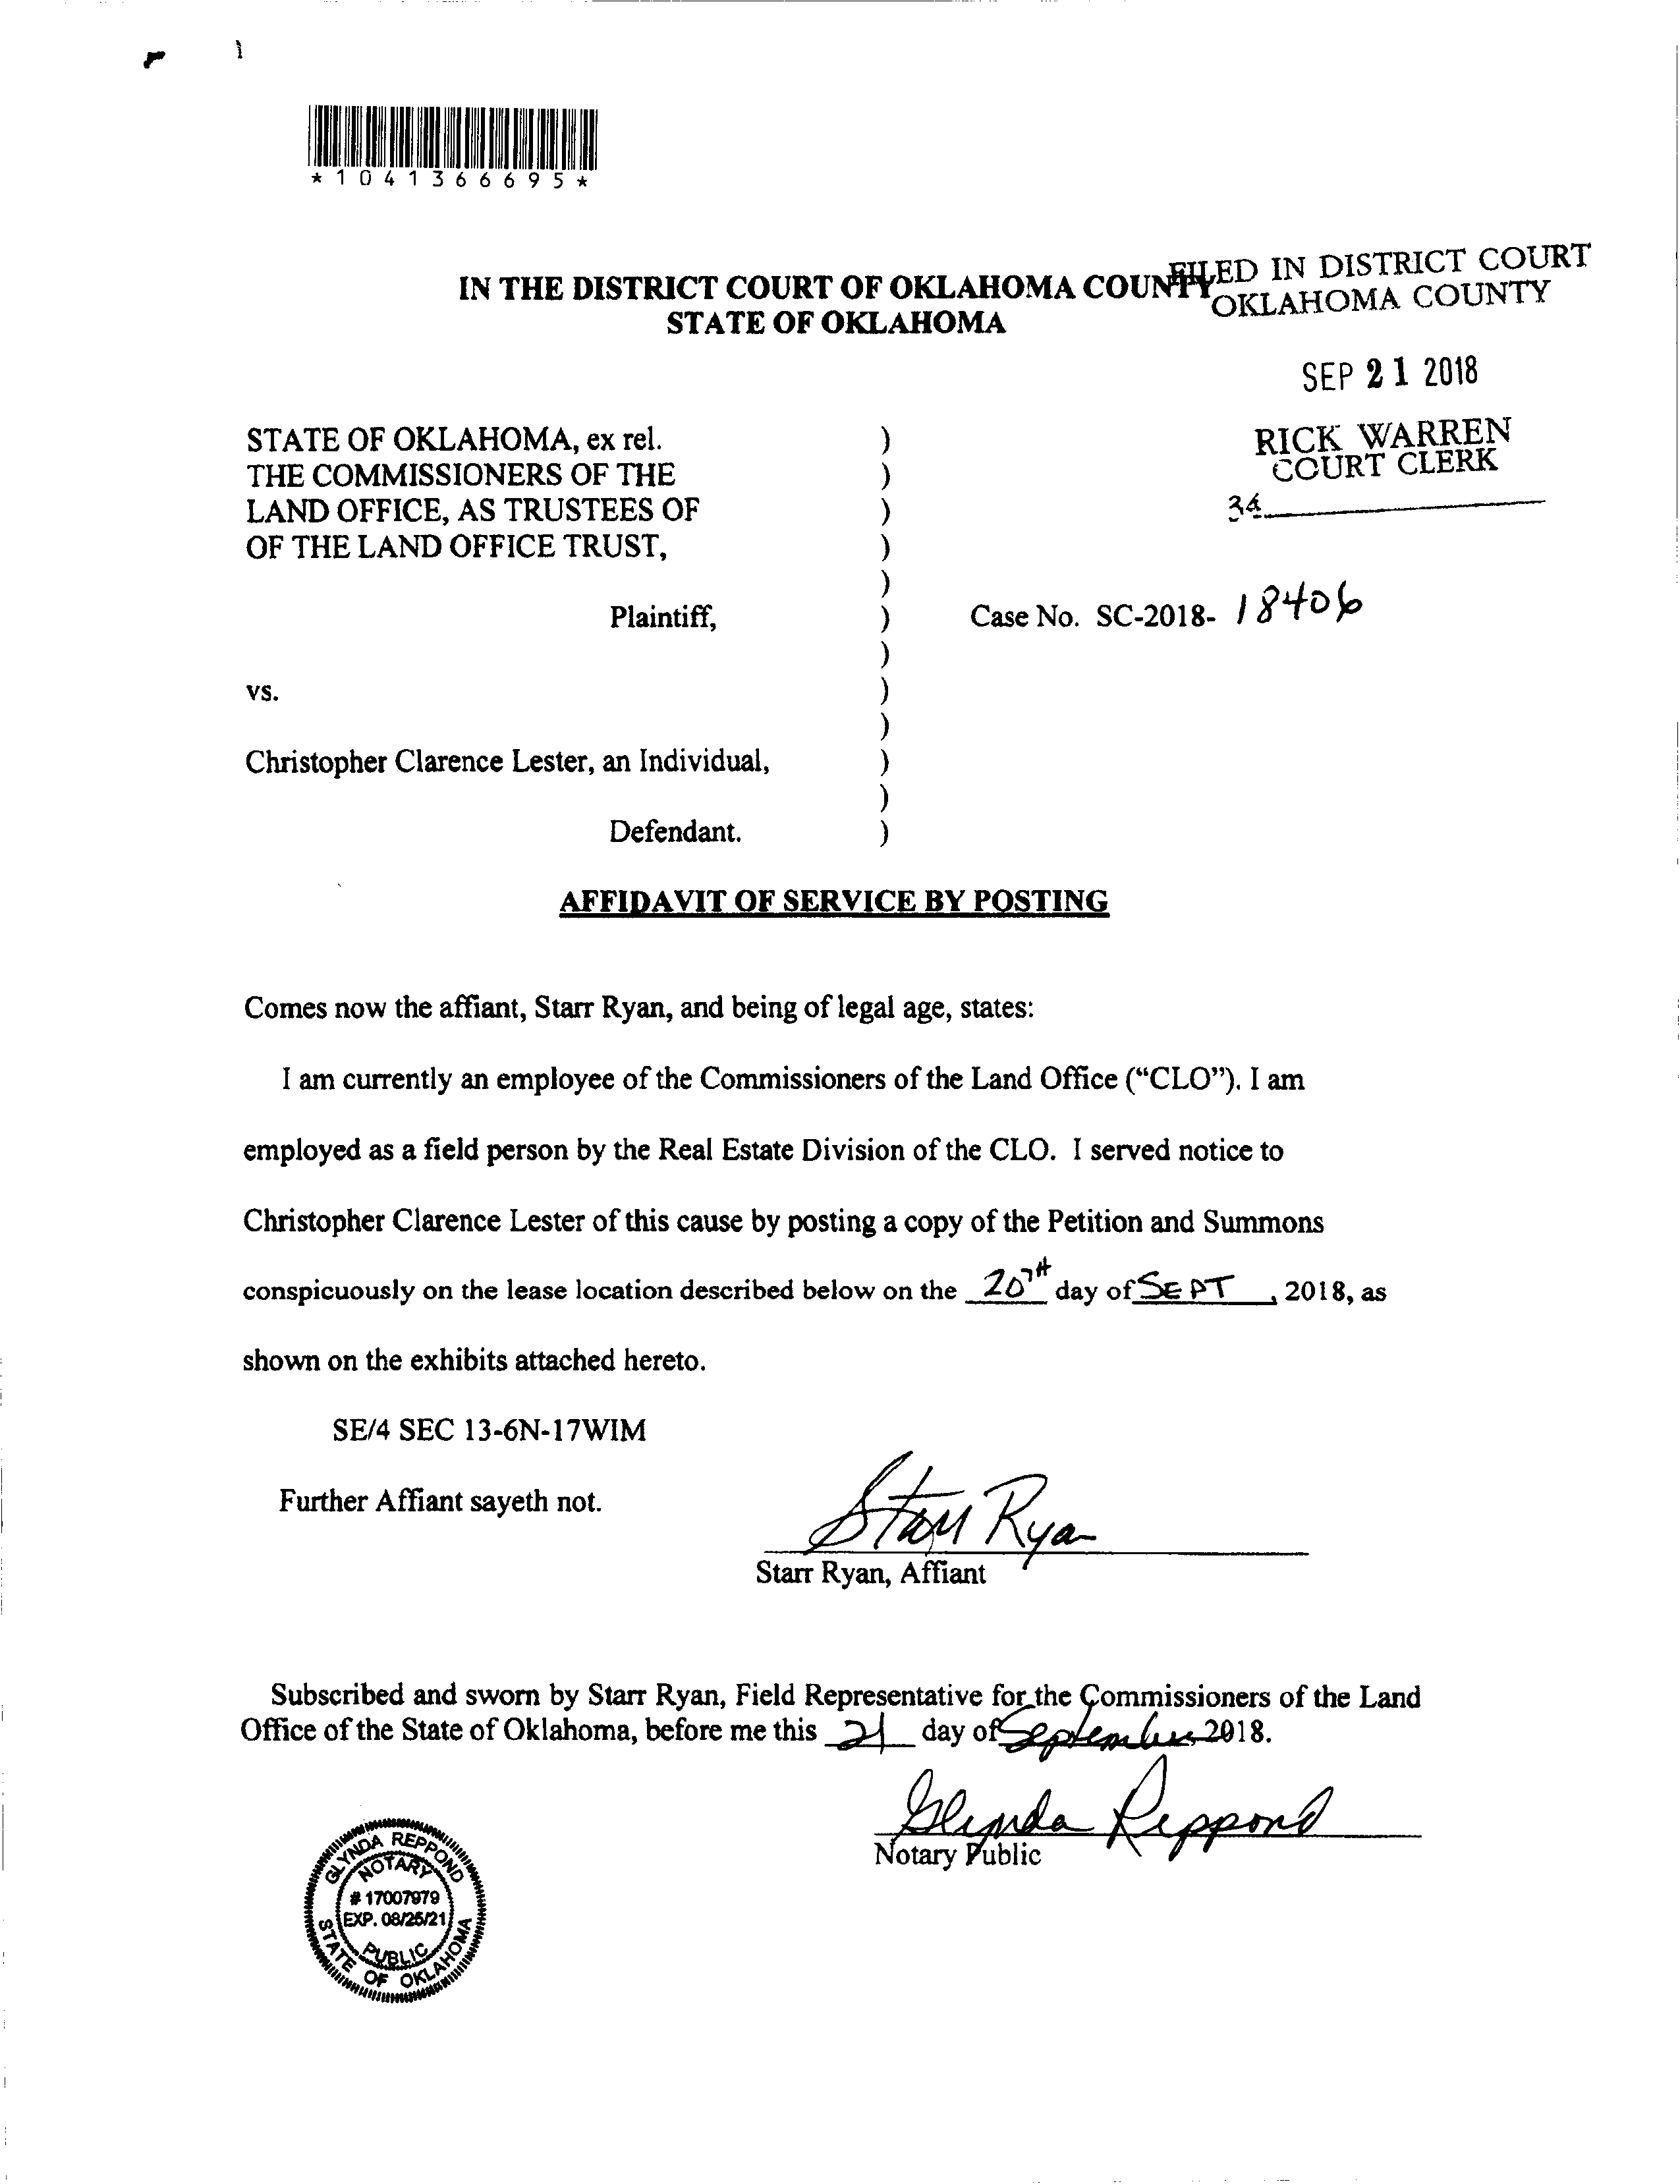 *1041366695*
IN THE DISTRICT COURT OF OKLAHOMA COUNTY
STATE OF OKLAHOMA
FILED IN DISTRICT COURT
OKLAHOMA COUNTY
SEP 21 2018
RICK WARREN
COURT CLERK
34
STATE OF OKLAHOMA, ex rel. )
THE COMMISSIONERS OF THE )
LAND OFFICE, AS TRUSTEES OF )
OF THE LAND OFFICE TRUST, )
)
Plaintiff, ) Case No. SC-2018- 18406
)
vs. )
)
Christopher Clarence Lester, an Individual, )
)
Defendant. )
AFFIDAVIT OF SERVICE BY POSTING
Comes now the affiant, Starr Ryan, and being of legal age, states:
I am currently an employee of the Commissioners of the Land Office (“CLO”). I am
employed as a field person by the Real Estate Division of the CLO. I served notice to
Christopher Clarence Lester of this cause by posting a copy of the Petition and Summons
conspicuously on the lease location described below on the 20TH day of SEPT, 2018, as
shown on the exhibits attached hereto.
SE/4 SEC 13-6N-17WIM
Further Affiant sayeth not.
Starr Ryan
Starr Ryan, Affiant
Subscribed and sworn by Starr Ryan, Field Representative for the Commissioners of the Land
Office of the State of Oklahoma, before me this 21 day of September, 2018.
Glynda Reppond
Notary Public
GLYNDA REPPOND
NOTARY
# 17007979
EXP. 08/25/21
PUBLIC
STATE OF OKLAHOMA